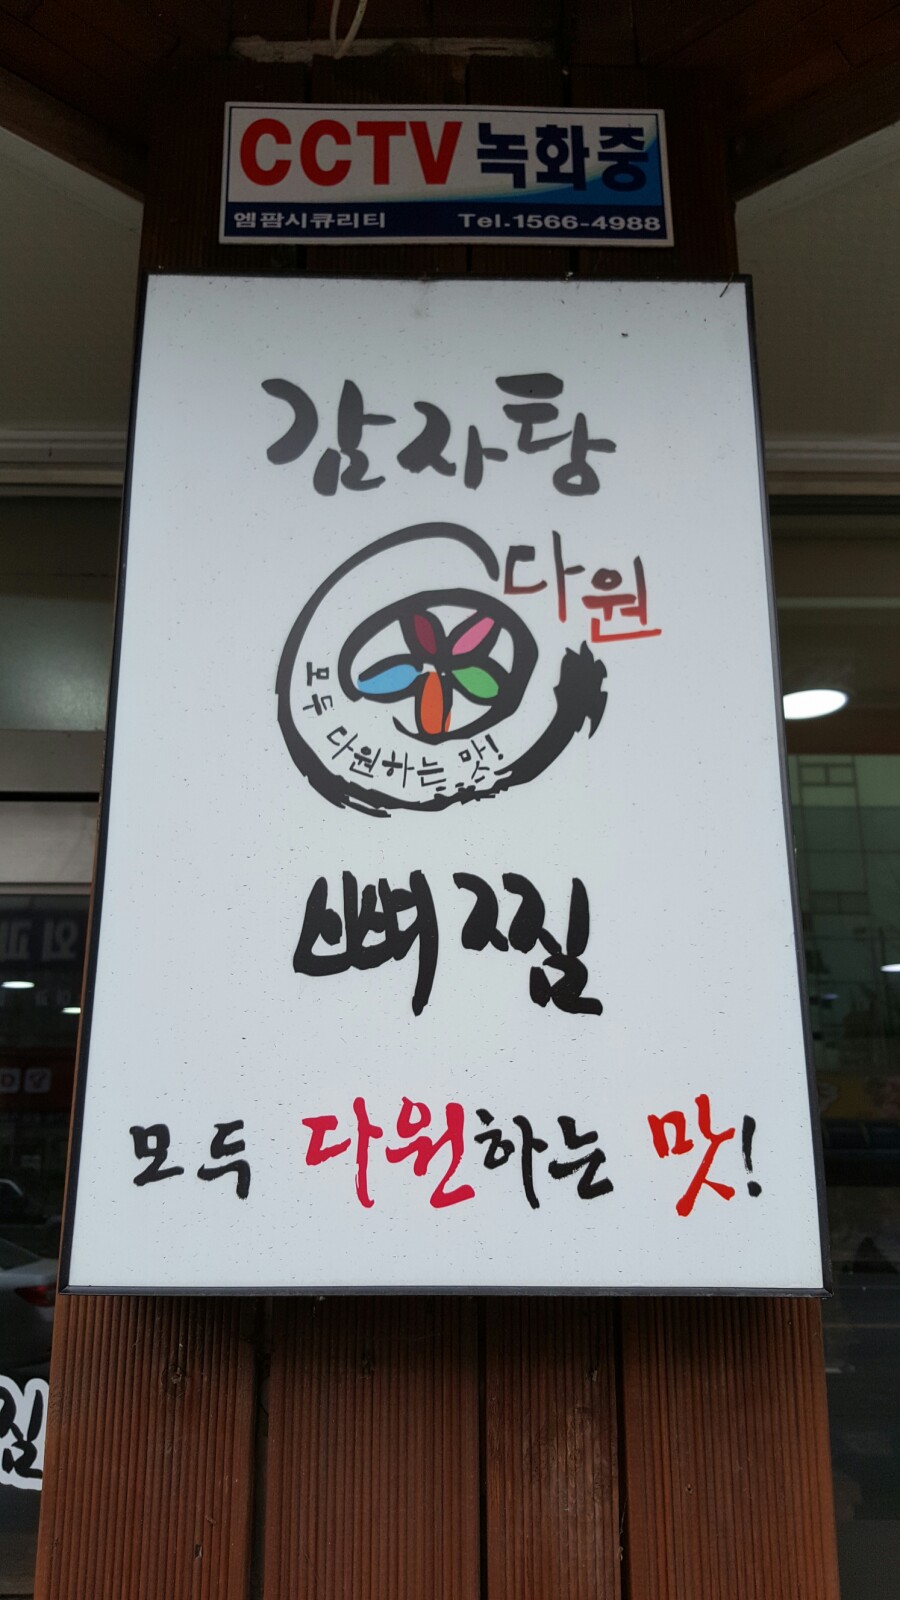 CCTV 녹화중
엠팜시큐리티 Tel.1566-4988
감자탕
다원
모두 다원하는 맛!
뼈찜
모두 다원하는 맛!
찜